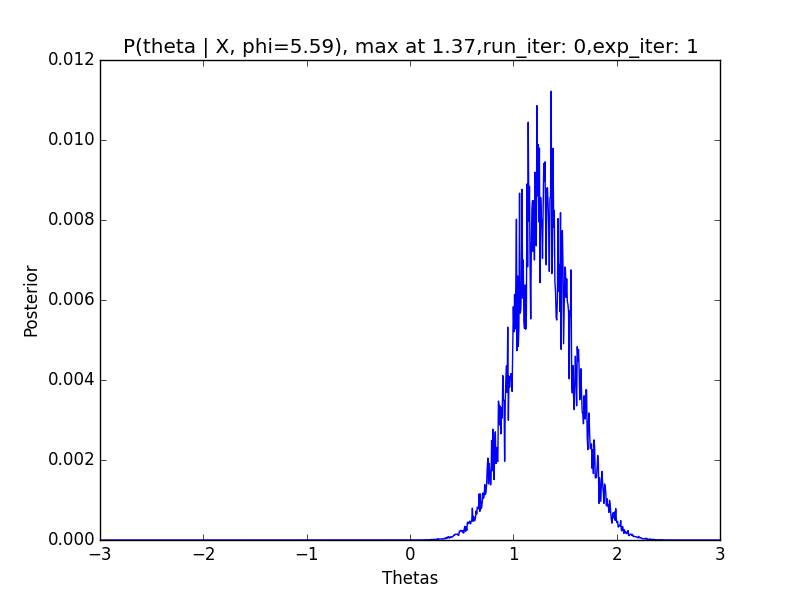 P(theta | X, phi=5.59), max at 1.37,run_iter: 0,exp_iter: 1
0.012
0.010
0.008
0.006
0.004
0.002
0.000
Posterior
−3 −2 −1 0 1 2 3
Thetas